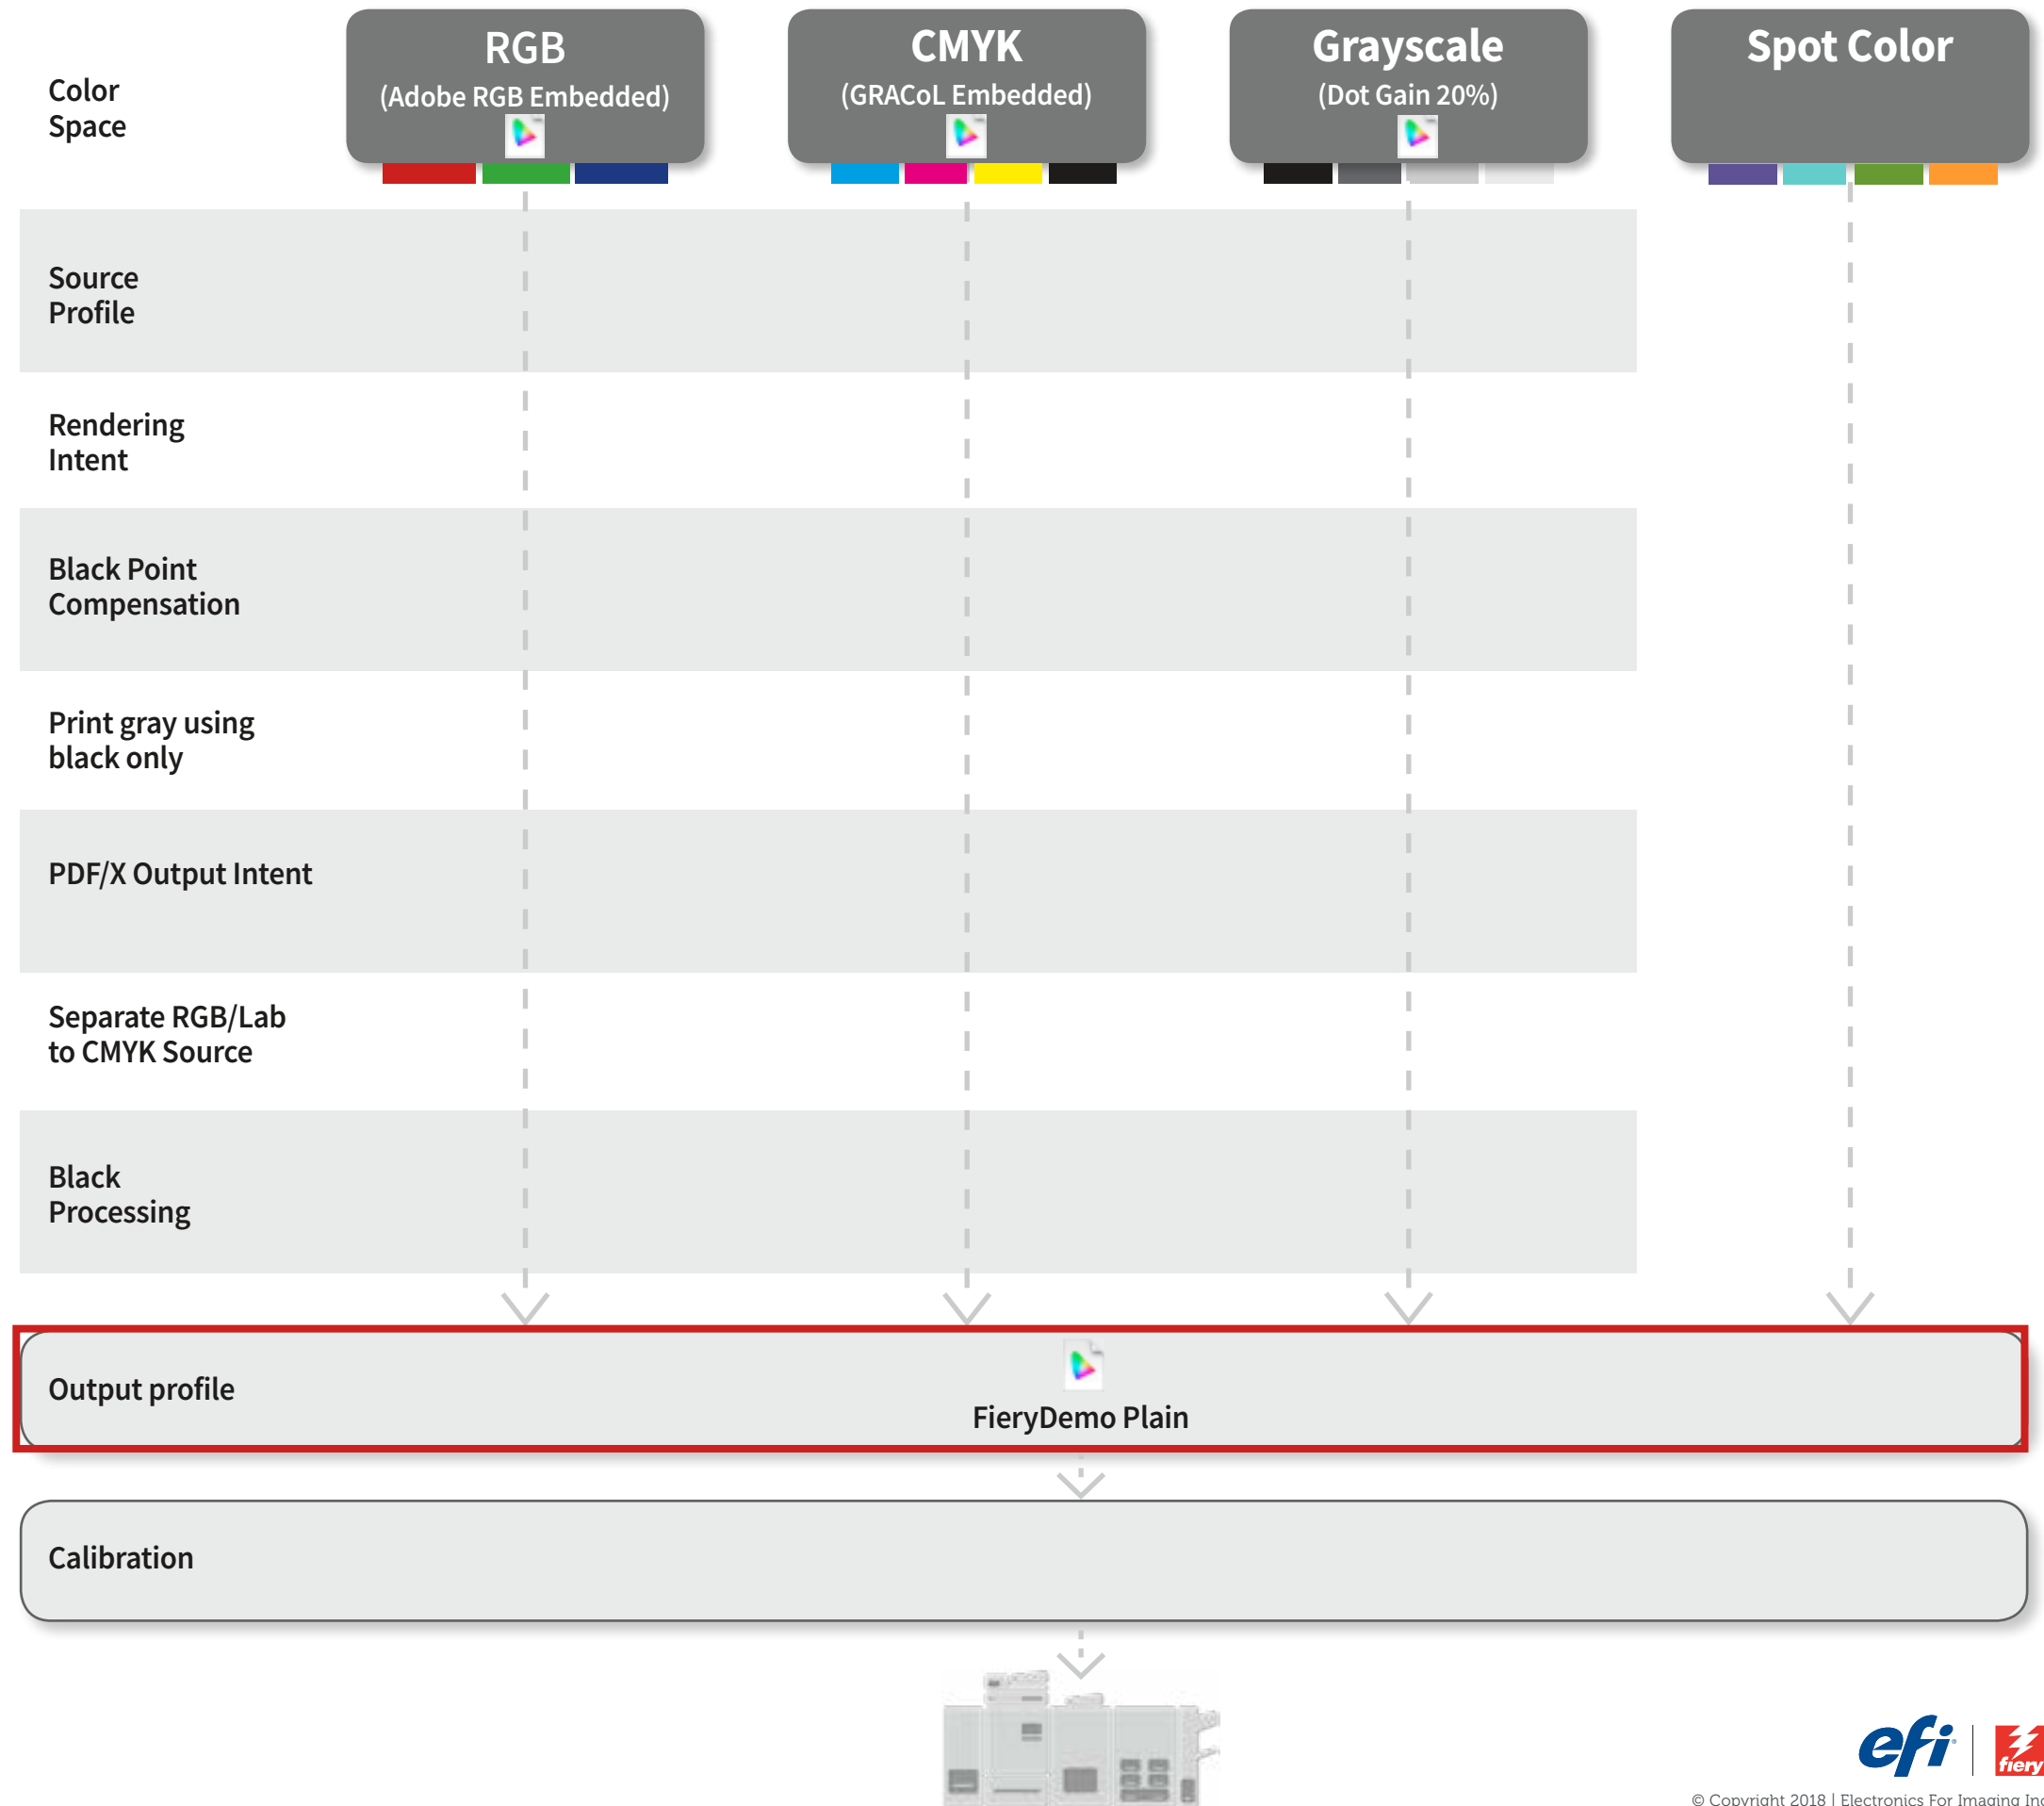 Color
Space
RGB
(Adobe RGB Embedded)
CMYK
(GRACoL Embedded)
Grayscale
(Dot Gain 20%)
Spot Color
Source
Profile
Rendering
Intent
Black Point
Compensation
Print gray using
black only
PDF/X Output Intent
Separate RGB/Lab
to CMYK Source
Black
Processing
Output profile
FieryDemo Plain
Calibration
efi
fiery
© Copyright 2018 | Electronics For Imaging Inc